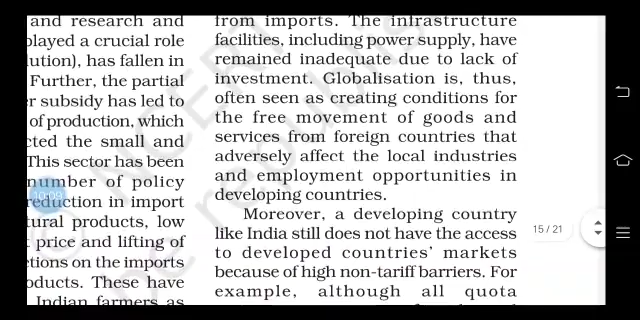 and research and
played a crucial role
has fallen in
Further, the partial
subsidy has led to
of production, which
the small and
This sector has been
number of policy
reduction in import
products, low
price and lifting of
on the imports
These have
Indian farmers as
from imports. The infrastructure
facilities, including power supply, have
remained inadequate due to lack of
investment. Globalisation is, thus,
often seen as creating conditions for
the free movement of goods and
services from foreign countries that
adversely affect the local industries
and employment opportunities in
developing countries.
Moreover, a developing country
like India still does not have the access
to developed countries' markets
because of high non-tariff barriers. For
example, although all quota
15 / 21
10:09